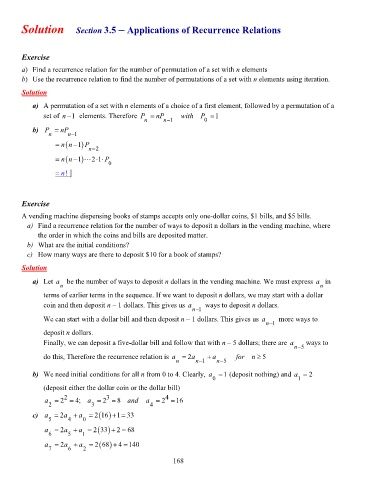 Solution Section 3.5 – Applications of Recurrence Relations
Exercise
a) Find a recurrence relation for the number of permutation of a set with n elements
b) Use the recurrence relation to find the number of permutations of a set with n elements using iteration.
Solution
a) A permutation of a set with n elements of a choice of a first element, followed by a permutation of a
set of n − 1 elements. Therefore P_n = nP_{n−1} with P_0 = 1
b) P_n = nP_{n−1}
= n(n−1)P_{n−2}
= n(n−1)⋯2·1·P_0
= n!
Exercise
A vending machine dispensing books of stamps accepts only one-dollar coins, $1 bills, and $5 bills.
a) Find a recurrence relation for the number of ways to deposit n dollars in the vending machine, where
the order in which the coins and bills are deposited matter.
b) What are the initial conditions?
c) How many ways are there to deposit $10 for a book of stamps?
Solution
a) Let a_n be the number of ways to deposit n dollars in the vending machine. We must express a_n in
terms of earlier terms in the sequence. If we want to deposit n dollars, we may start with a dollar
coin and then deposit n – 1 dollars. This gives us a_{n−1} ways to deposit n dollars.
We can start with a dollar bill and then deposit n – 1 dollars. This gives us a_{n−1} more ways to
deposit n dollars.
Finally, we can deposit a five-dollar bill and follow that with n – 5 dollars; there are a_{n−5} ways to
do this, Therefore the recurrence relation is a_n = 2a_{n−1} + a_{n−5} for n ≥ 5
b) We need initial conditions for all n from 0 to 4. Clearly, a_0 = 1 (deposit nothing) and a_1 = 2
(deposit either the dollar coin or the dollar bill)
a_2 = 2² = 4; a_3 = 2³ = 8 and a_4 = 2⁴ = 16
c) a_5 = 2a_4 + a_0 = 2(16) + 1 = 33
a_6 = 2a_5 + a_1 = 2(33) + 2 = 68
a_7 = 2a_6 + a_2 = 2(68) + 4 = 140
168